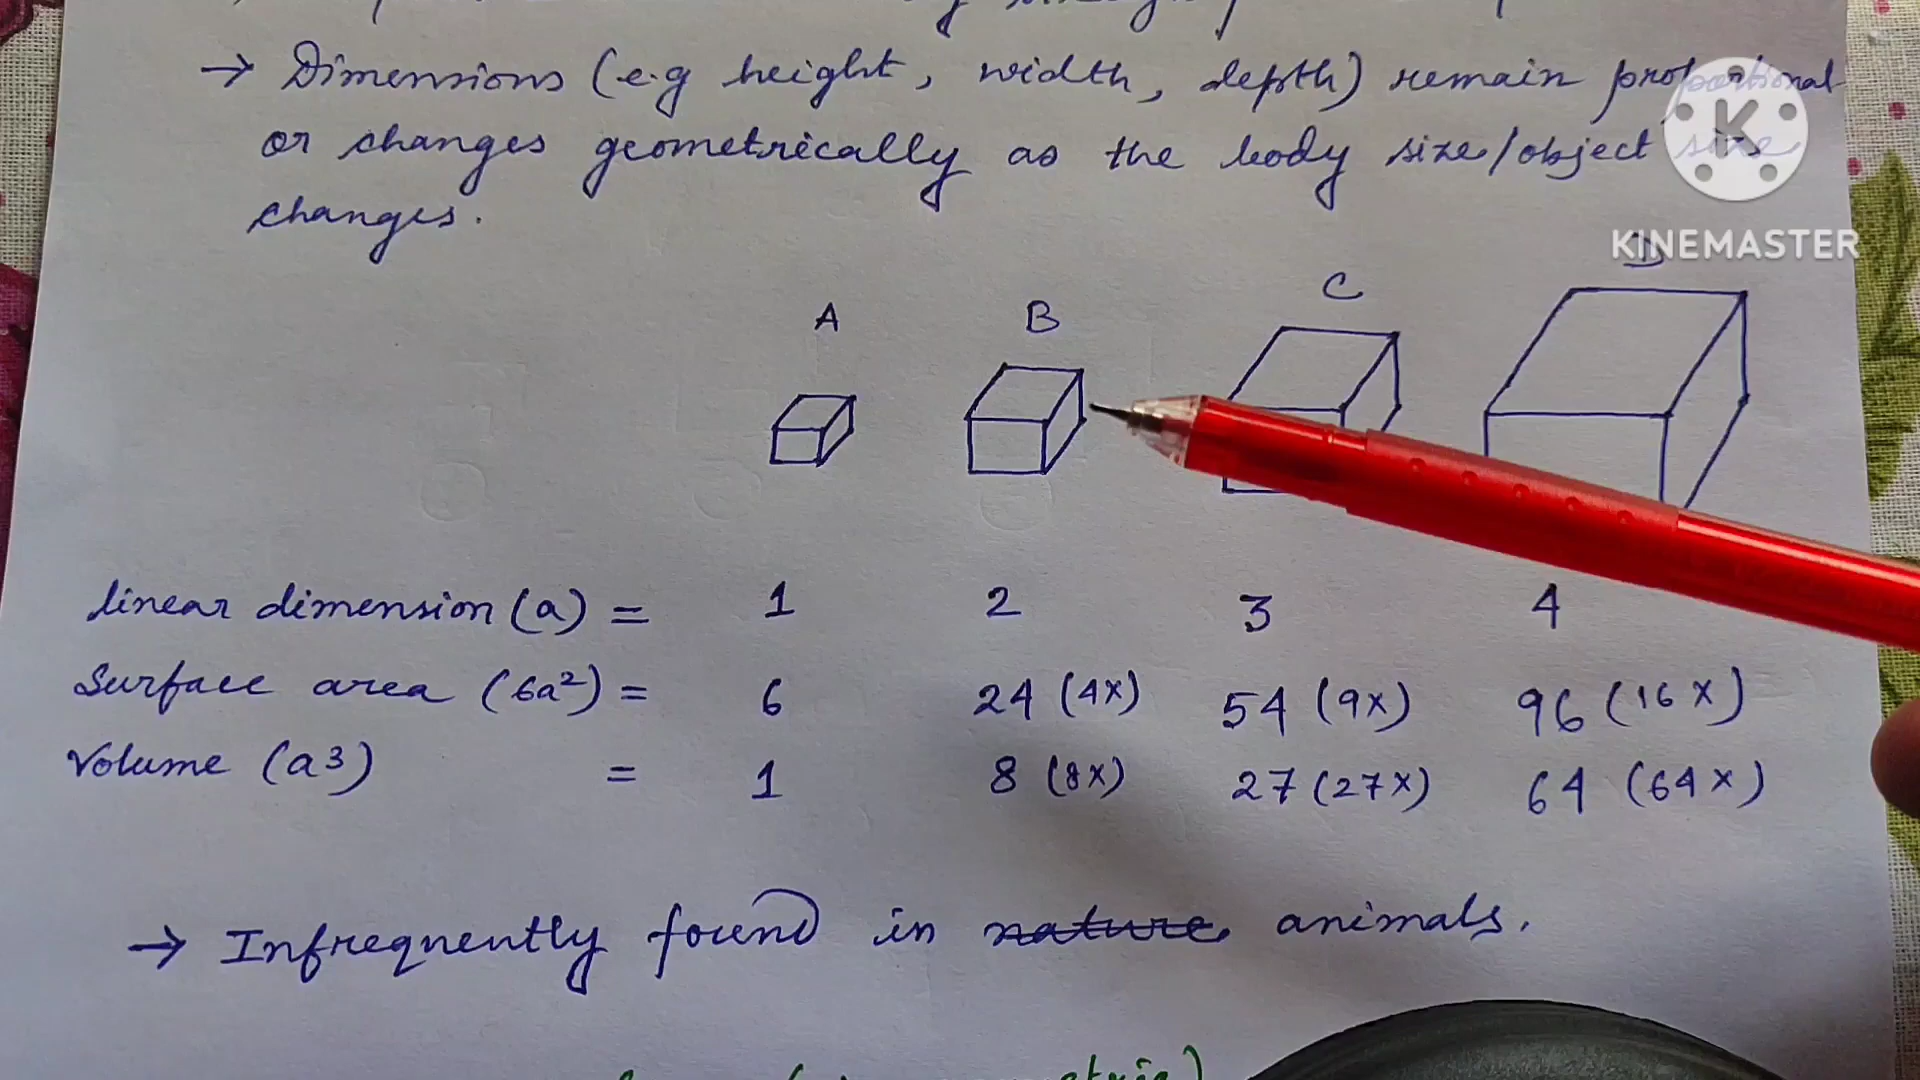 → Dimensions (e.g height, width, depth) remain proportional
or changes geometrically as the body size/object size
changes.
KINEMASTER
A B C D
linear dimension (a) = 1 2 3 4
Surface area (6a²) = 6 24 (4x) 54 (9x) 96 (16x)
Volume (a3) = 1 8 (8x) 27 (27x) 64 (64x)
→ Infrequently found in nature animals.